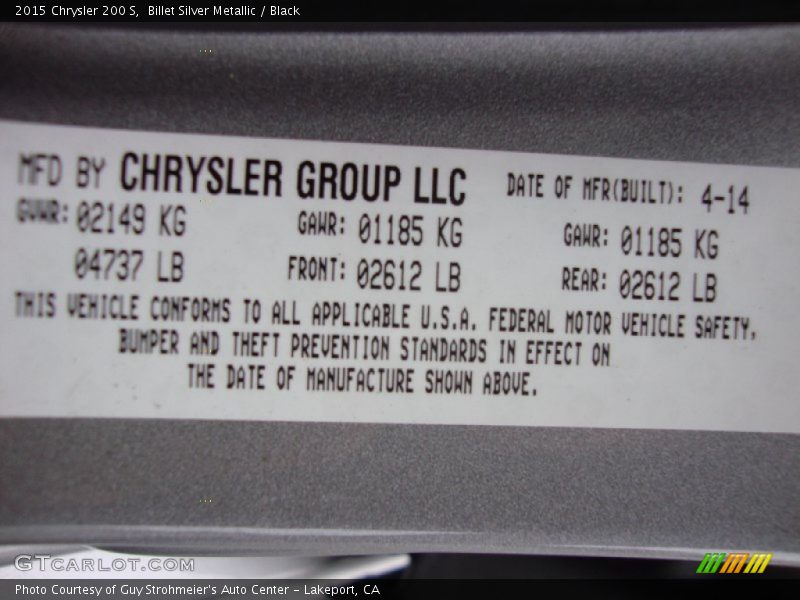 2015 Chrysler 200 S, Billet Silver Metallic / Black
MFD BY CHRYSLER GROUP LLC DATE OF MFR(BUILT): 4-14
GVWR: 02149 KG GAWR: 01185 KG GAWR: 01185 KG
04737 LB FRONT: 02612 LB REAR: 02612 LB
THIS VEHICLE CONFORMS TO ALL APPLICABLE U.S.A. FEDERAL MOTOR VEHICLE SAFETY,
BUMPER AND THEFT PREVENTION STANDARDS IN EFFECT ON
THE DATE OF MANUFACTURE SHOWN ABOVE.
GTCarLot.com
Photo Courtesy of Guy Strohmeier's Auto Center - Lakeport, CA